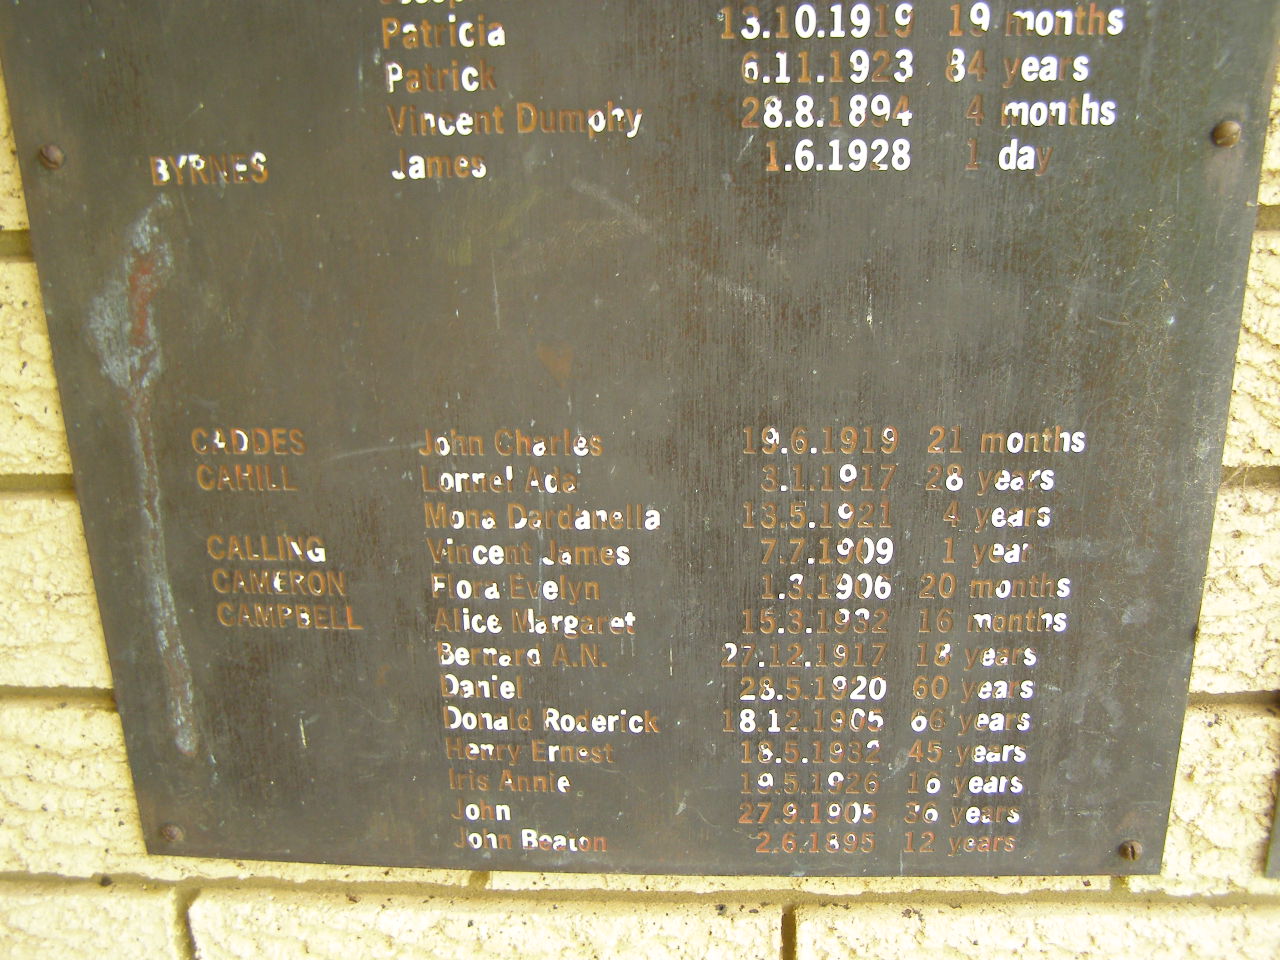 Patricia 13.10.1919 19 months
Patrick 6.11.1923 84 years
Vincent Dumphy 28.8.1894 4 months
BYRNES James 1.6.1928 1 day
CADDES John Charles 19.6.1919 21 months
CAHILL Lornel Ada 3.1.1917 28 years
Mona Dardanella 13.5.1921 4 years
CALLING Vincent James 7.7.1909 1 year
CAMERON Flora Evelyn 1.3.1906 20 months
CAMPBELL Alice Margaret 15.3.1932 16 months
Bernard A.N. 27.12.1917 18 years
Daniel 28.5.1920 60 years
Donald Roderick 18.12.1905 66 years
Henry Ernest 18.5.1932 45 years
Iris Annie 19.5.1926 16 years
John 27.9.1905 36 years
John Beaton 2.6.1895 12 years